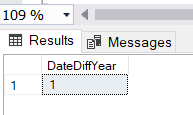 109 %
Results Messages
DateDiffYear
1 1